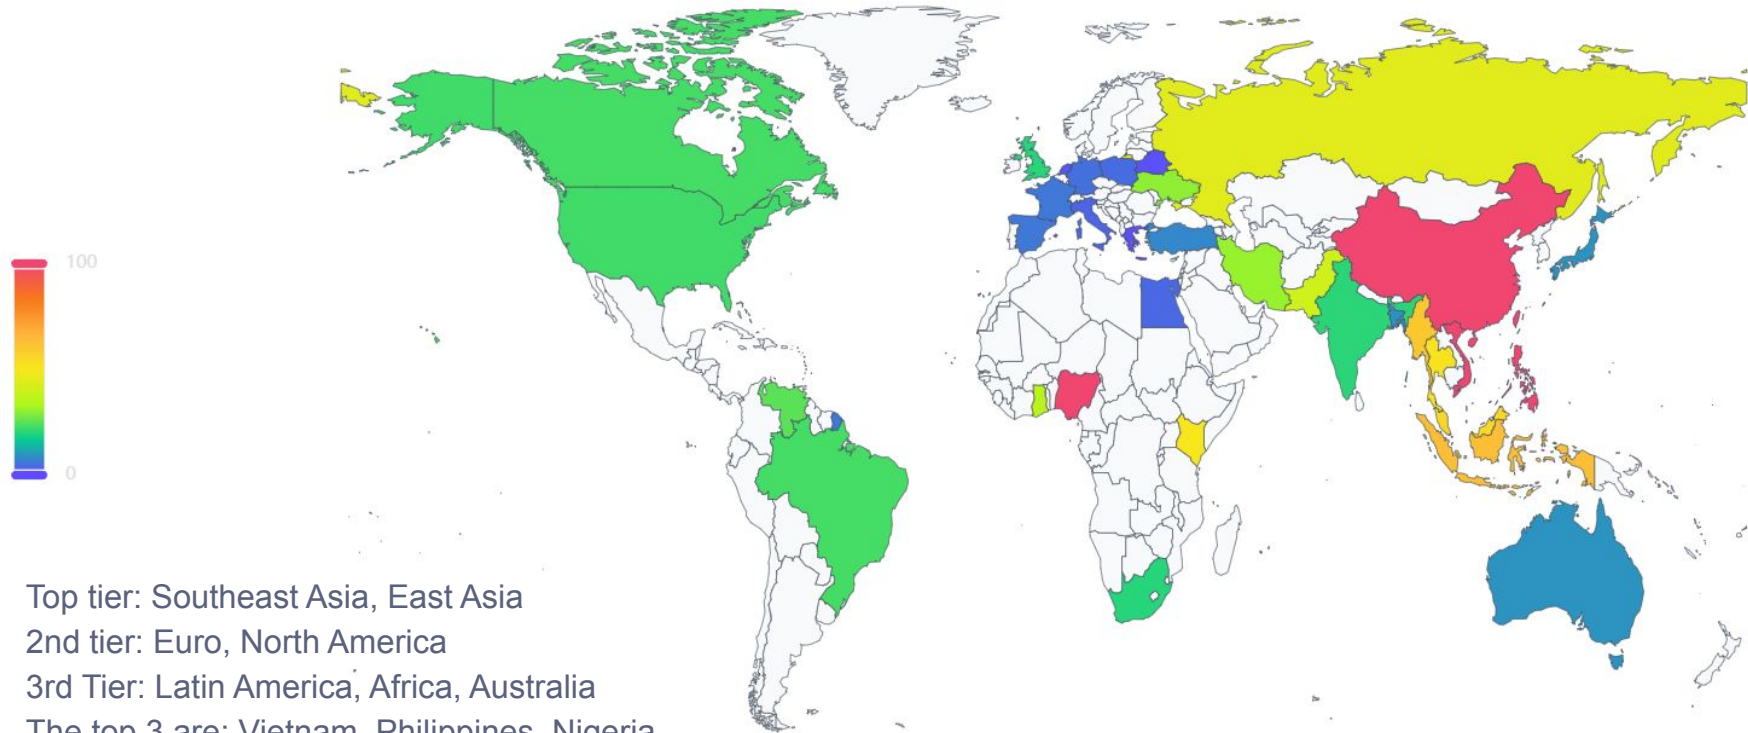 100
0
Top tier: Southeast Asia, East Asia
2nd tier: Euro, North America
3rd Tier: Latin America, Africa, Australia
The top 3 are: Vietnam, Philippines, Nigeria